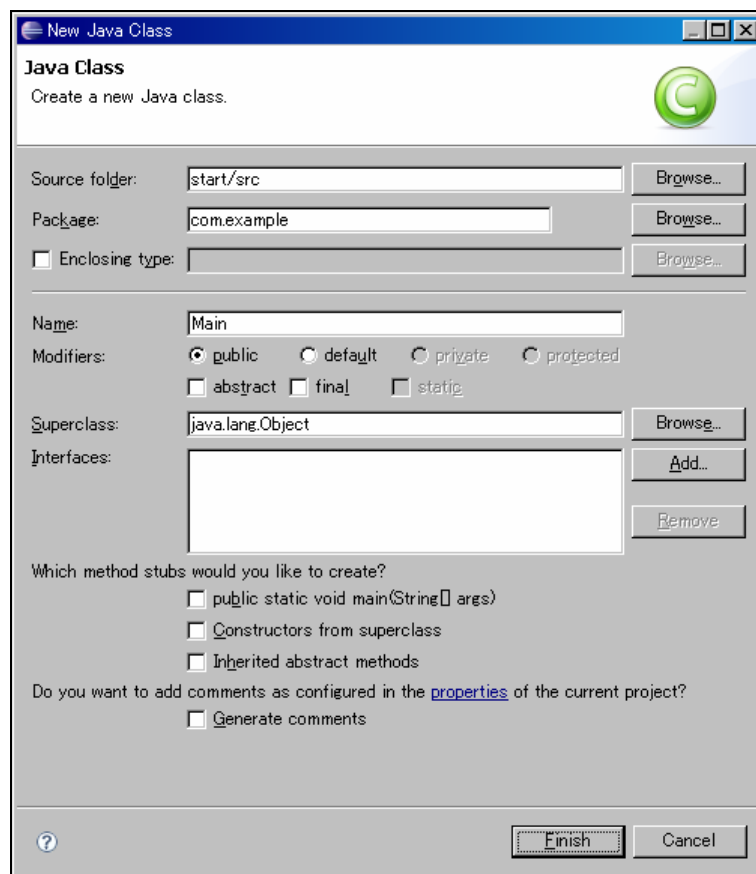 New Java Class
Java Class
Create a new Java class.
C
Source folder: start/src Browse...
Package: com.example Browse...
Enclosing type: Browse...
Name: Main
Modifiers: public default private protected
abstract final static
Superclass: java.lang.Object Browse...
Interfaces: Add...
Remove
Which method stubs would you like to create?
public static void main(String[] args)
Constructors from superclass
Inherited abstract methods
Do you want to add comments as configured in the properties of the current project?
Generate comments
? Finish Cancel